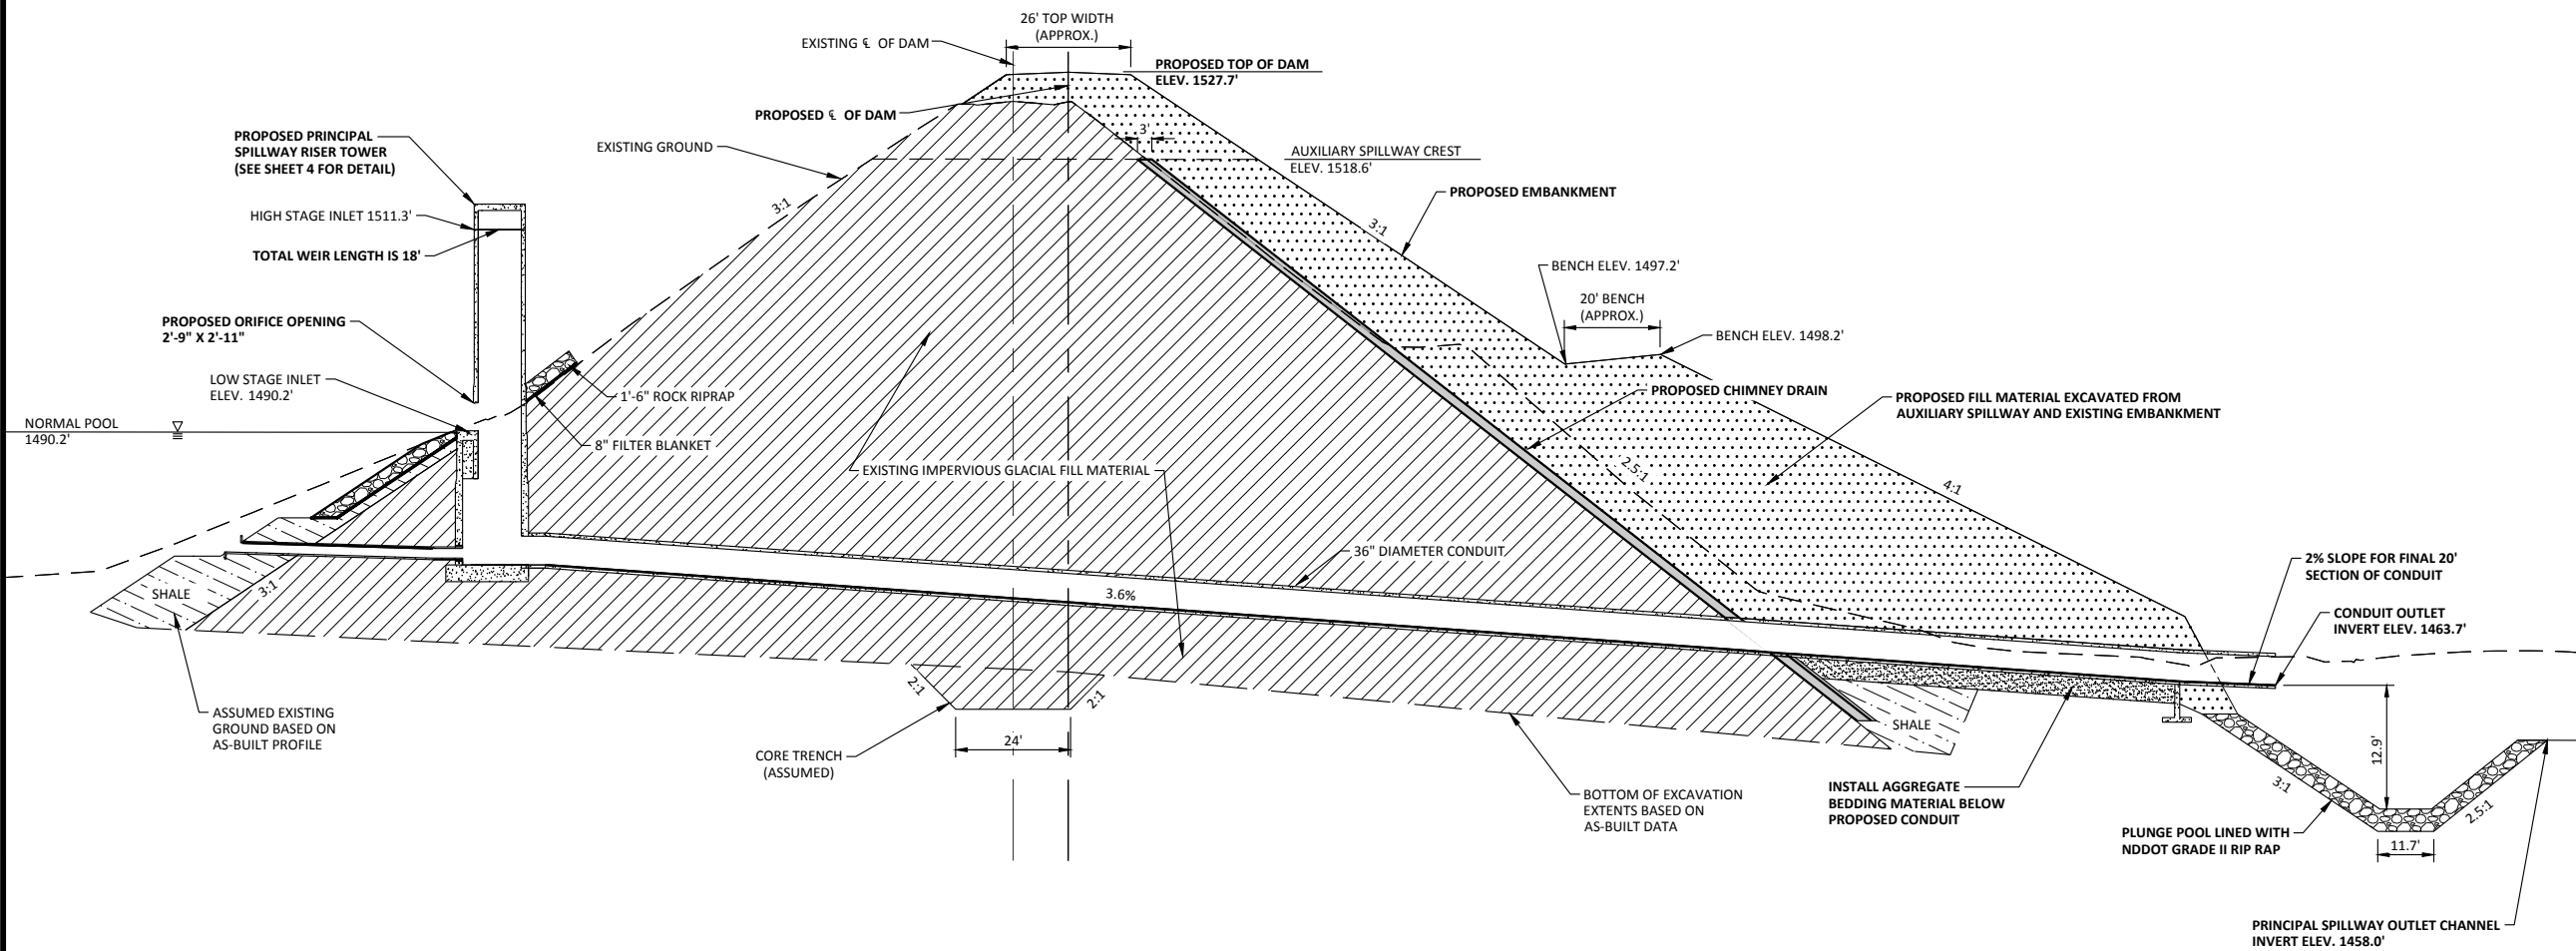 26' TOP WIDTH
(APPROX.)
EXISTING ℄ OF DAM
PROPOSED TOP OF DAM
ELEV. 1527.7'
PROPOSED ℄ OF DAM
3'
PROPOSED PRINCIPAL
SPILLWAY RISER TOWER
(SEE SHEET 4 FOR DETAIL)
EXISTING GROUND
AUXILIARY SPILLWAY CREST
ELEV. 1518.6'
PROPOSED EMBANKMENT
3:1
3:1
HIGH STAGE INLET 1511.3'
TOTAL WEIR LENGTH IS 18'
BENCH ELEV. 1497.2'
20' BENCH
(APPROX.)
BENCH ELEV. 1498.2'
PROPOSED ORIFICE OPENING
2'-9" X 2'-11"
LOW STAGE INLET
ELEV. 1490.2'
1'-6" ROCK RIPRAP
PROPOSED CHIMNEY DRAIN
PROPOSED FILL MATERIAL EXCAVATED FROM
AUXILIARY SPILLWAY AND EXISTING EMBANKMENT
NORMAL POOL
1490.2'
8" FILTER BLANKET
EXISTING IMPERVIOUS GLACIAL FILL MATERIAL
2.5:1
4:1
36" DIAMETER CONDUIT
2% SLOPE FOR FINAL 20'
SECTION OF CONDUIT
SHALE
3:1
3.6%
CONDUIT OUTLET
INVERT ELEV. 1463.7'
2:1
2:1
ASSUMED EXISTING
GROUND BASED ON
AS-BUILT PROFILE
24'
CORE TRENCH
(ASSUMED)
SHALE
12.9'
BOTTOM OF EXCAVATION
EXTENTS BASED ON
AS-BUILT DATA
INSTALL AGGREGATE
BEDDING MATERIAL BELOW
PROPOSED CONDUIT
3:1
2.5:1
PLUNGE POOL LINED WITH
NDDOT GRADE II RIP RAP
11.7'
PRINCIPAL SPILLWAY OUTLET CHANNEL
INVERT ELEV. 1458.0'